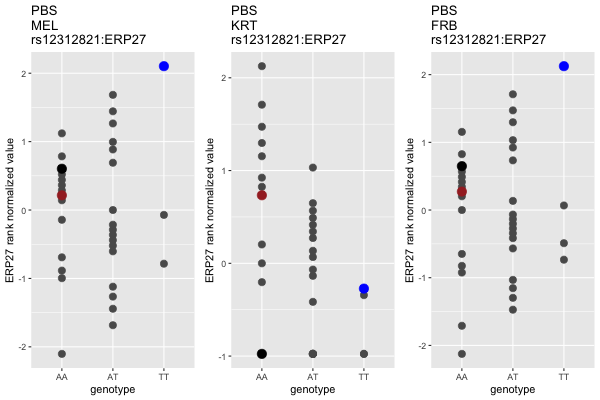 PBS
MEL
rs12312821:ERP27
ERP27 rank normalized value
2
1
0
-1
-2
AA
AT
TT
genotype
PBS
KRT
rs12312821:ERP27
ERP27 rank normalized value
2
1
0
-1
AA
AT
TT
genotype
PBS
FRB
rs12312821:ERP27
ERP27 rank normalized value
2
1
0
-1
-2
AA
AT
TT
genotype